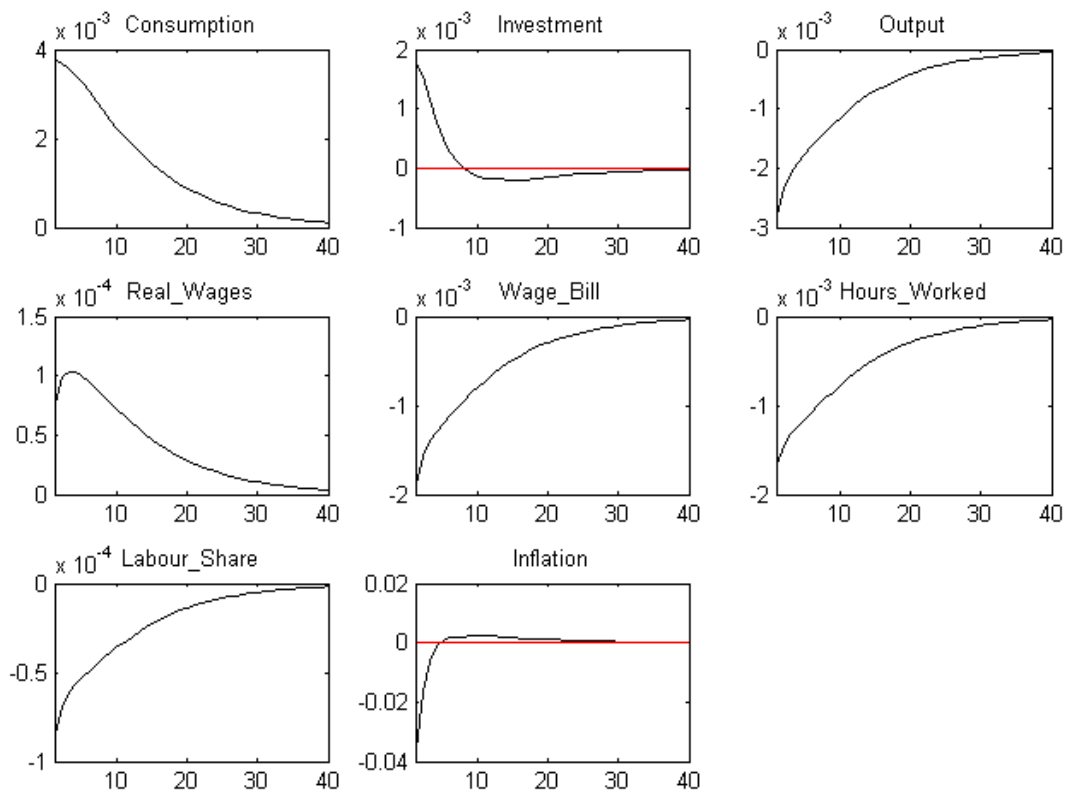 x 10-3 Consumption
4
2
0
10 20 30 40
x 10-3 Investment
2
1
0
-1
10 20 30 40
x 10-3 Output
0
-1
-2
-3
10 20 30 40
x 10-4 Real_Wages
1.5
1
0.5
0
10 20 30 40
x 10-3 Wage_Bill
0
-1
-2
10 20 30 40
x 10-3 Hours_Worked
0
-1
-2
10 20 30 40
x 10-4 Labour_Share
0
-0.5
-1
10 20 30 40
Inflation
0.02
0
-0.02
-0.04
10 20 30 40